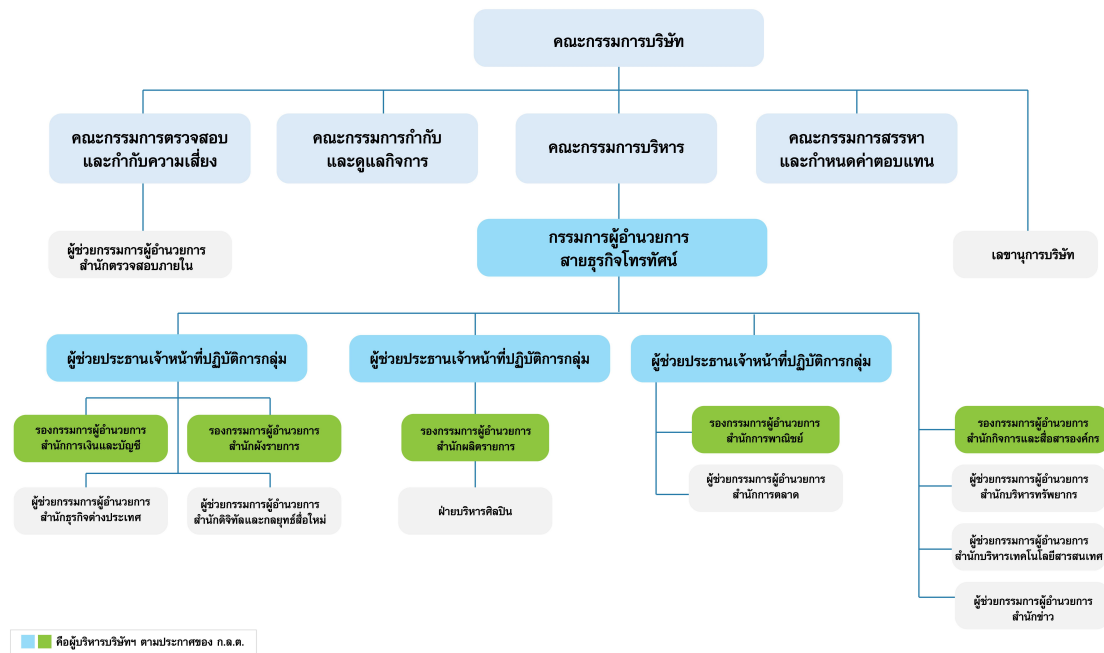 คณะกรรมการบริษัท
คณะกรรมการตรวจสอบ
และกำกับความเสี่ยง
คณะกรรมการกำกับ
และดูแลกิจการ
คณะกรรมการบริหาร
คณะกรรมการสรรหา
และกำหนดค่าตอบแทน
ผู้ช่วยกรรมการผู้อำนวยการ
สำนักตรวจสอบภายใน
กรรมการผู้อำนวยการ
สายธุรกิจโทรทัศน์
เลขานุการบริษัท
ผู้ช่วยประธานเจ้าหน้าที่ปฏิบัติการกลุ่ม
ผู้ช่วยประธานเจ้าหน้าที่ปฏิบัติการกลุ่ม
ผู้ช่วยประธานเจ้าหน้าที่ปฏิบัติการกลุ่ม
รองกรรมการผู้อำนวยการ
สำนักการเงินและบัญชี
รองกรรมการผู้อำนวยการ
สำนักผังรายการ
รองกรรมการผู้อำนวยการ
สำนักผลิตรายการ
รองกรรมการผู้อำนวยการ
สำนักการพาณิชย์
รองกรรมการผู้อำนวยการ
สำนักกิจการและสื่อสารองค์กร
ผู้ช่วยกรรมการผู้อำนวยการ
สำนักธุรกิจต่างประเทศ
ผู้ช่วยกรรมการผู้อำนวยการ
สำนักดิจิทัลและกลยุทธ์สื่อใหม่
ฝ่ายบริหารศิลปิน
ผู้ช่วยกรรมการผู้อำนวยการ
สำนักการตลาด
ผู้ช่วยกรรมการผู้อำนวยการ
สำนักบริหารทรัพยากร
ผู้ช่วยกรรมการผู้อำนวยการ
สำนักบริหารเทคโนโลยีสารสนเทศ
ผู้ช่วยกรรมการผู้อำนวยการ
สำนักข่าว
คือผู้บริหารบริษัทฯ ตามประกาศของ ก.ล.ต.